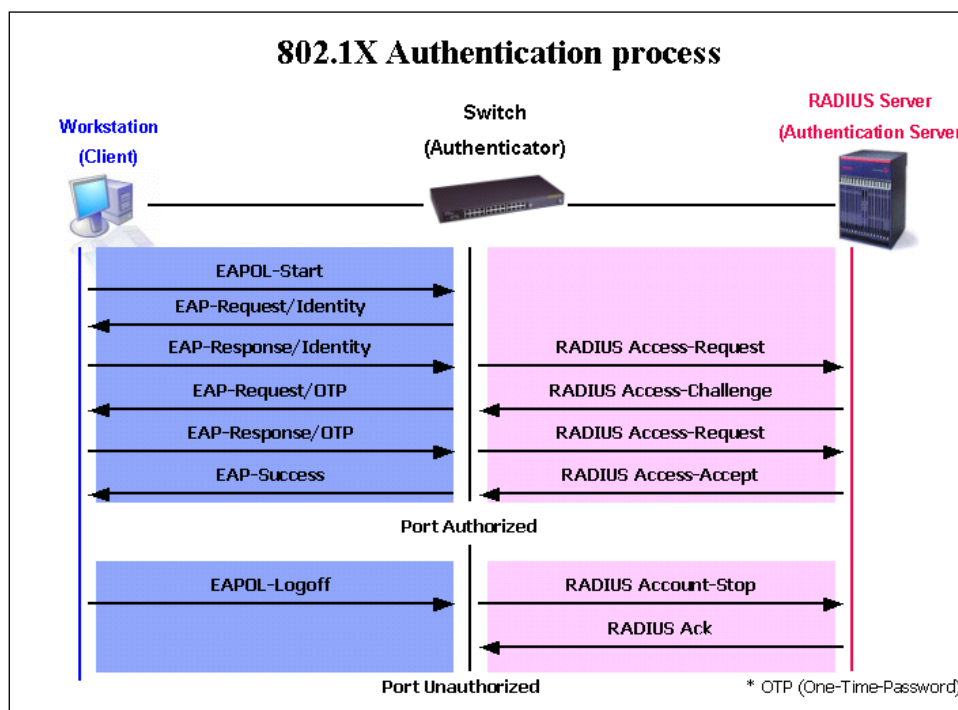 802.1X Authentication process
Workstation
(Client)
Switch
(Authenticator)
RADIUS Server
(Authentication Server
EAPOL-Start
EAP-Request/Identity
EAP-Response/Identity
RADIUS Access-Request
EAP-Request/OTP
RADIUS Access-Challenge
EAP-Response/OTP
RADIUS Access-Request
EAP-Success
RADIUS Access-Accept
Port Authorized
EAPOL-Logoff
RADIUS Account-Stop
RADIUS Ack
Port Unauthorized
* OTP (One-Time-Password)